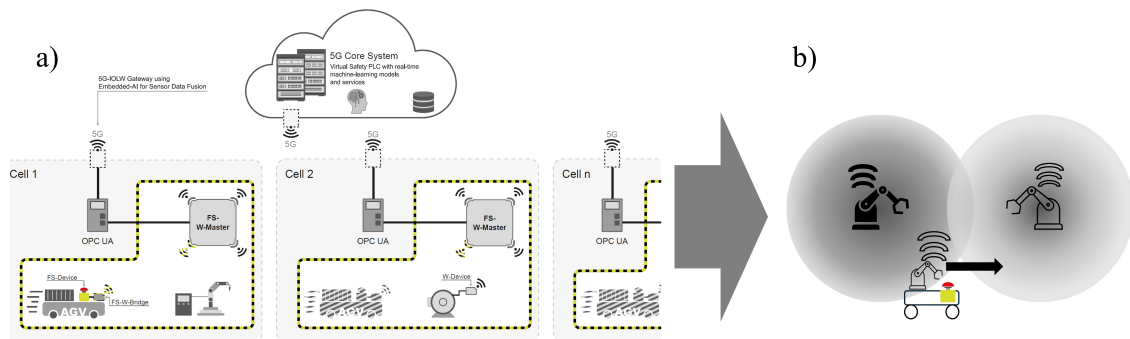 a)
b)
5G Core System
Virtual Safety PLC with real-time
machine-learning models
and services
5G-IOLW Gateway using
Embedded-AI for Sensor Data Fusion
5G
5G
5G
5G
Cell 1
Cell 2
Cell n
FS-
W-Master
FS-
W-Master
OPC UA
OPC UA
OPC UA
FS-Device
FS-W-Bridge
W-Device
AGV
AGV
AGV